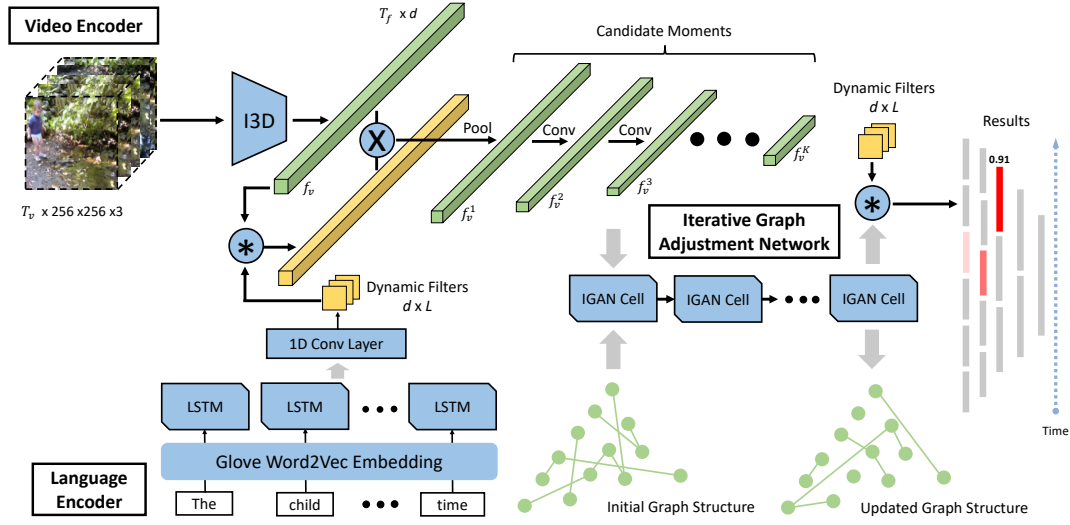 Video Encoder
T_f x d
Candidate Moments
I3D
X
Pool
Conv
Conv
Dynamic Filters
d x L
Results
0.91
f_v
f_v^1
f_v^2
f_v^3
f_v^K
T_v x 256 x256 x3
*
*
Iterative Graph
Adjustment Network
Dynamic Filters
d x L
IGAN Cell
IGAN Cell
IGAN Cell
1D Conv Layer
LSTM
LSTM
LSTM
Time
Glove Word2Vec Embedding
Language
Encoder
The
child
time
Initial Graph Structure
Updated Graph Structure